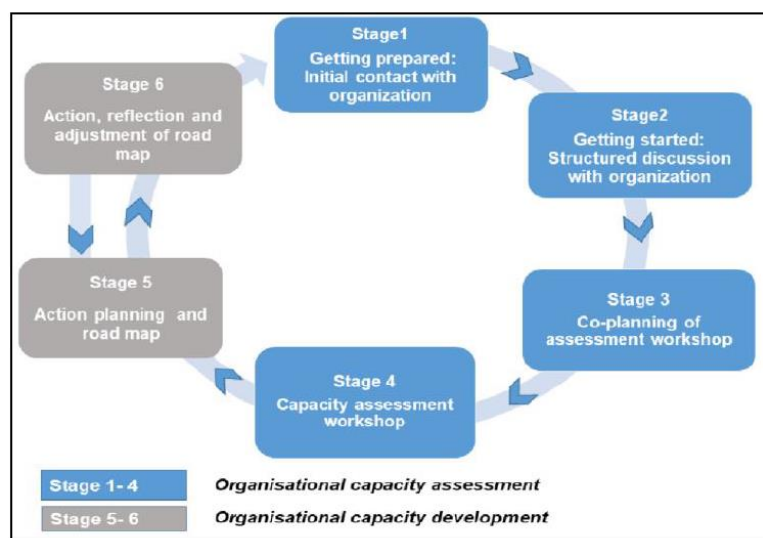 Stage1
Getting prepared:
Initial contact with
organization
Stage2
Getting started:
Structured discussion
with organization
Stage 3
Co-planning of
assessment workshop
Stage 4
Capacity assessment
workshop
Stage 5
Action planning and
road map
Stage 6
Action, reflection and
adjustment of road
map
Stage 1- 4
Organisational capacity assessment
Stage 5- 6
Organisational capacity development